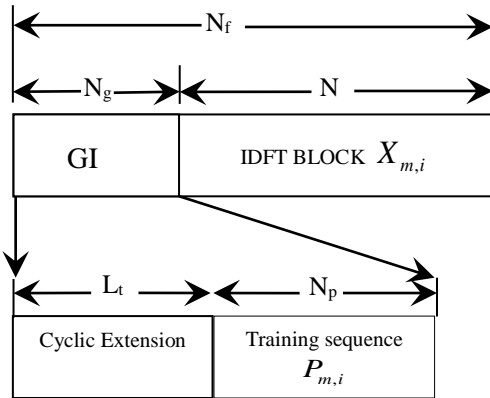 N_f
N_g N
GI IDFT BLOCK X_{m,i}
L_t N_p
Cyclic Extension Training sequence
P_{m,i}